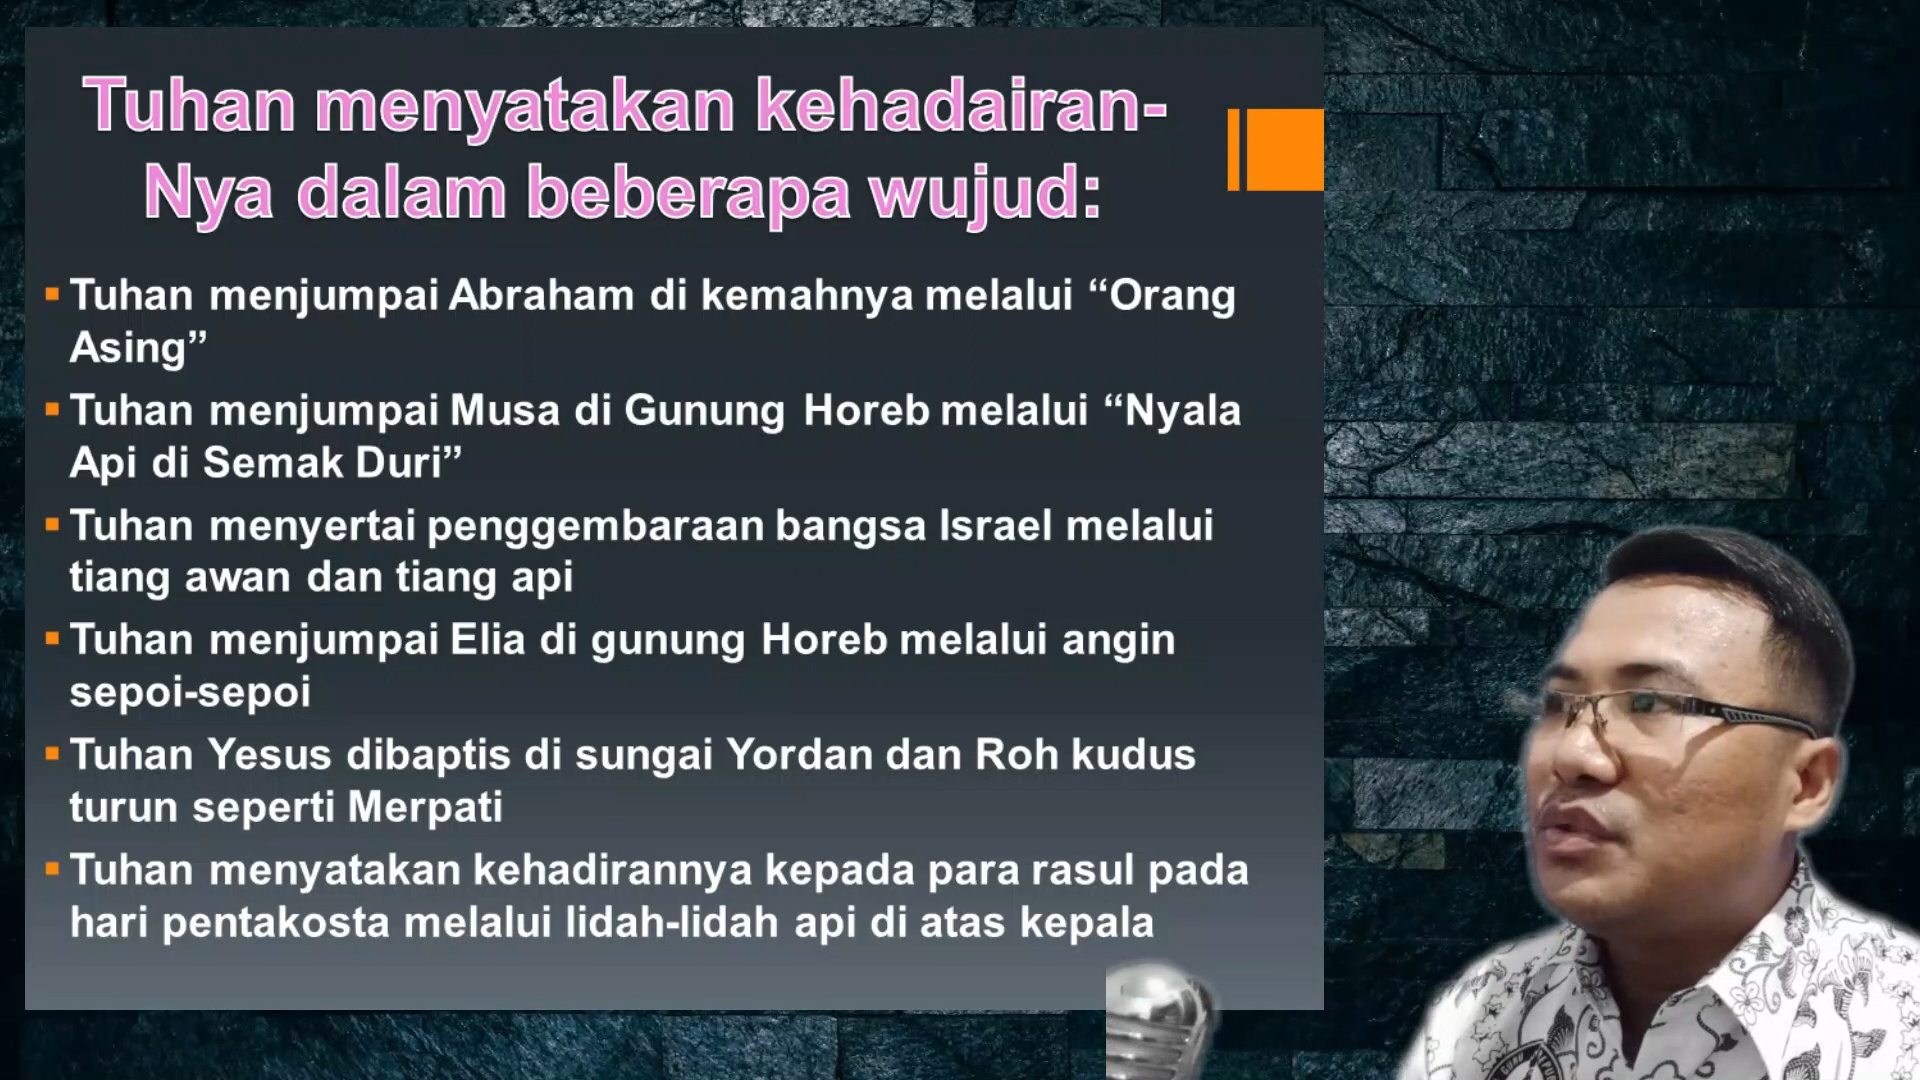 Tuhan menyatakan kehadairan-
Nya dalam beberapa wujud:
▪ Tuhan menjumpai Abraham di kemahnya melalui “Orang
Asing”
▪ Tuhan menjumpai Musa di Gunung Horeb melalui “Nyala
Api di Semak Duri”
▪ Tuhan menyertai penggembaraan bangsa Israel melalui
tiang awan dan tiang api
▪ Tuhan menjumpai Elia di gunung Horeb melalui angin
sepoi-sepoi
▪ Tuhan Yesus dibaptis di sungai Yordan dan Roh kudus
turun seperti Merpati
▪ Tuhan menyatakan kehadirannya kepada para rasul pada
hari pentakosta melalui lidah-lidah api di atas kepala
GURU